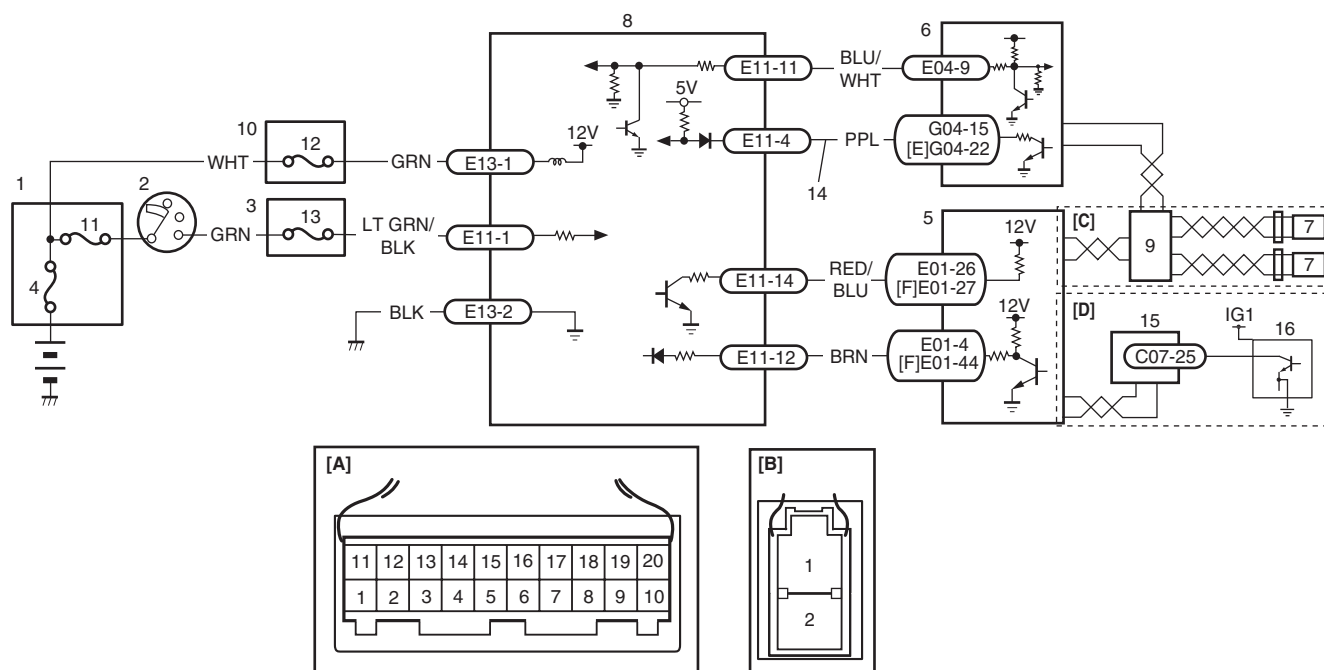 8
6
E11-11
BLU/
WHT
E04-9
5V
10
12
12V
E11-4
PPL
G04-15
[E]G04-22
WHT
GRN
E13-1
14
1
2
3
13
5
[C]
11
GRN
LT GRN/
BLK
E11-1
12V
9
7
7
4
E11-14
RED/
BLU
E01-26
[F]E01-27
BLK
E13-2
12V
[D]
15
IG1
16
E11-12
BRN
E01-4
[F]E01-44
C07-25
[A]
11 12 13 14 15 16 17 18 19 20
1 2 3 4 5 6 7 8 9 10
[B]
1
2